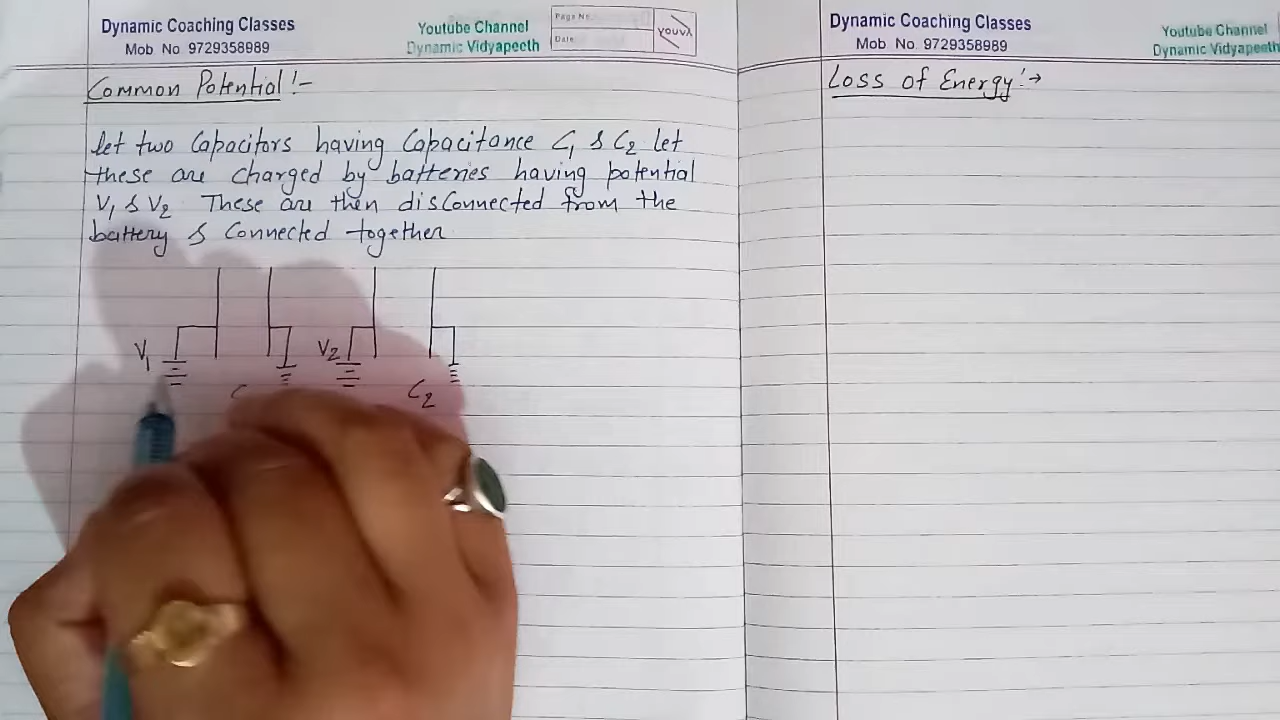 Dynamic Coaching Classes
Mob No 9729358989
Youtube Channel
Dynamic Vidyapeeth
Page No.
Date
youva
Common Potential :-
Let two Capacitors having Capacitance C1 & C2 Let
these are charged by batteries having potential
V1 & V2 These are then disConnected from the
battery & Connected together
V1
V2
C
C2
Dynamic Coaching Classes
Mob No. 9729358989
Youtube Channel
Dynamic Vidyapeeth
Loss of Energy :→